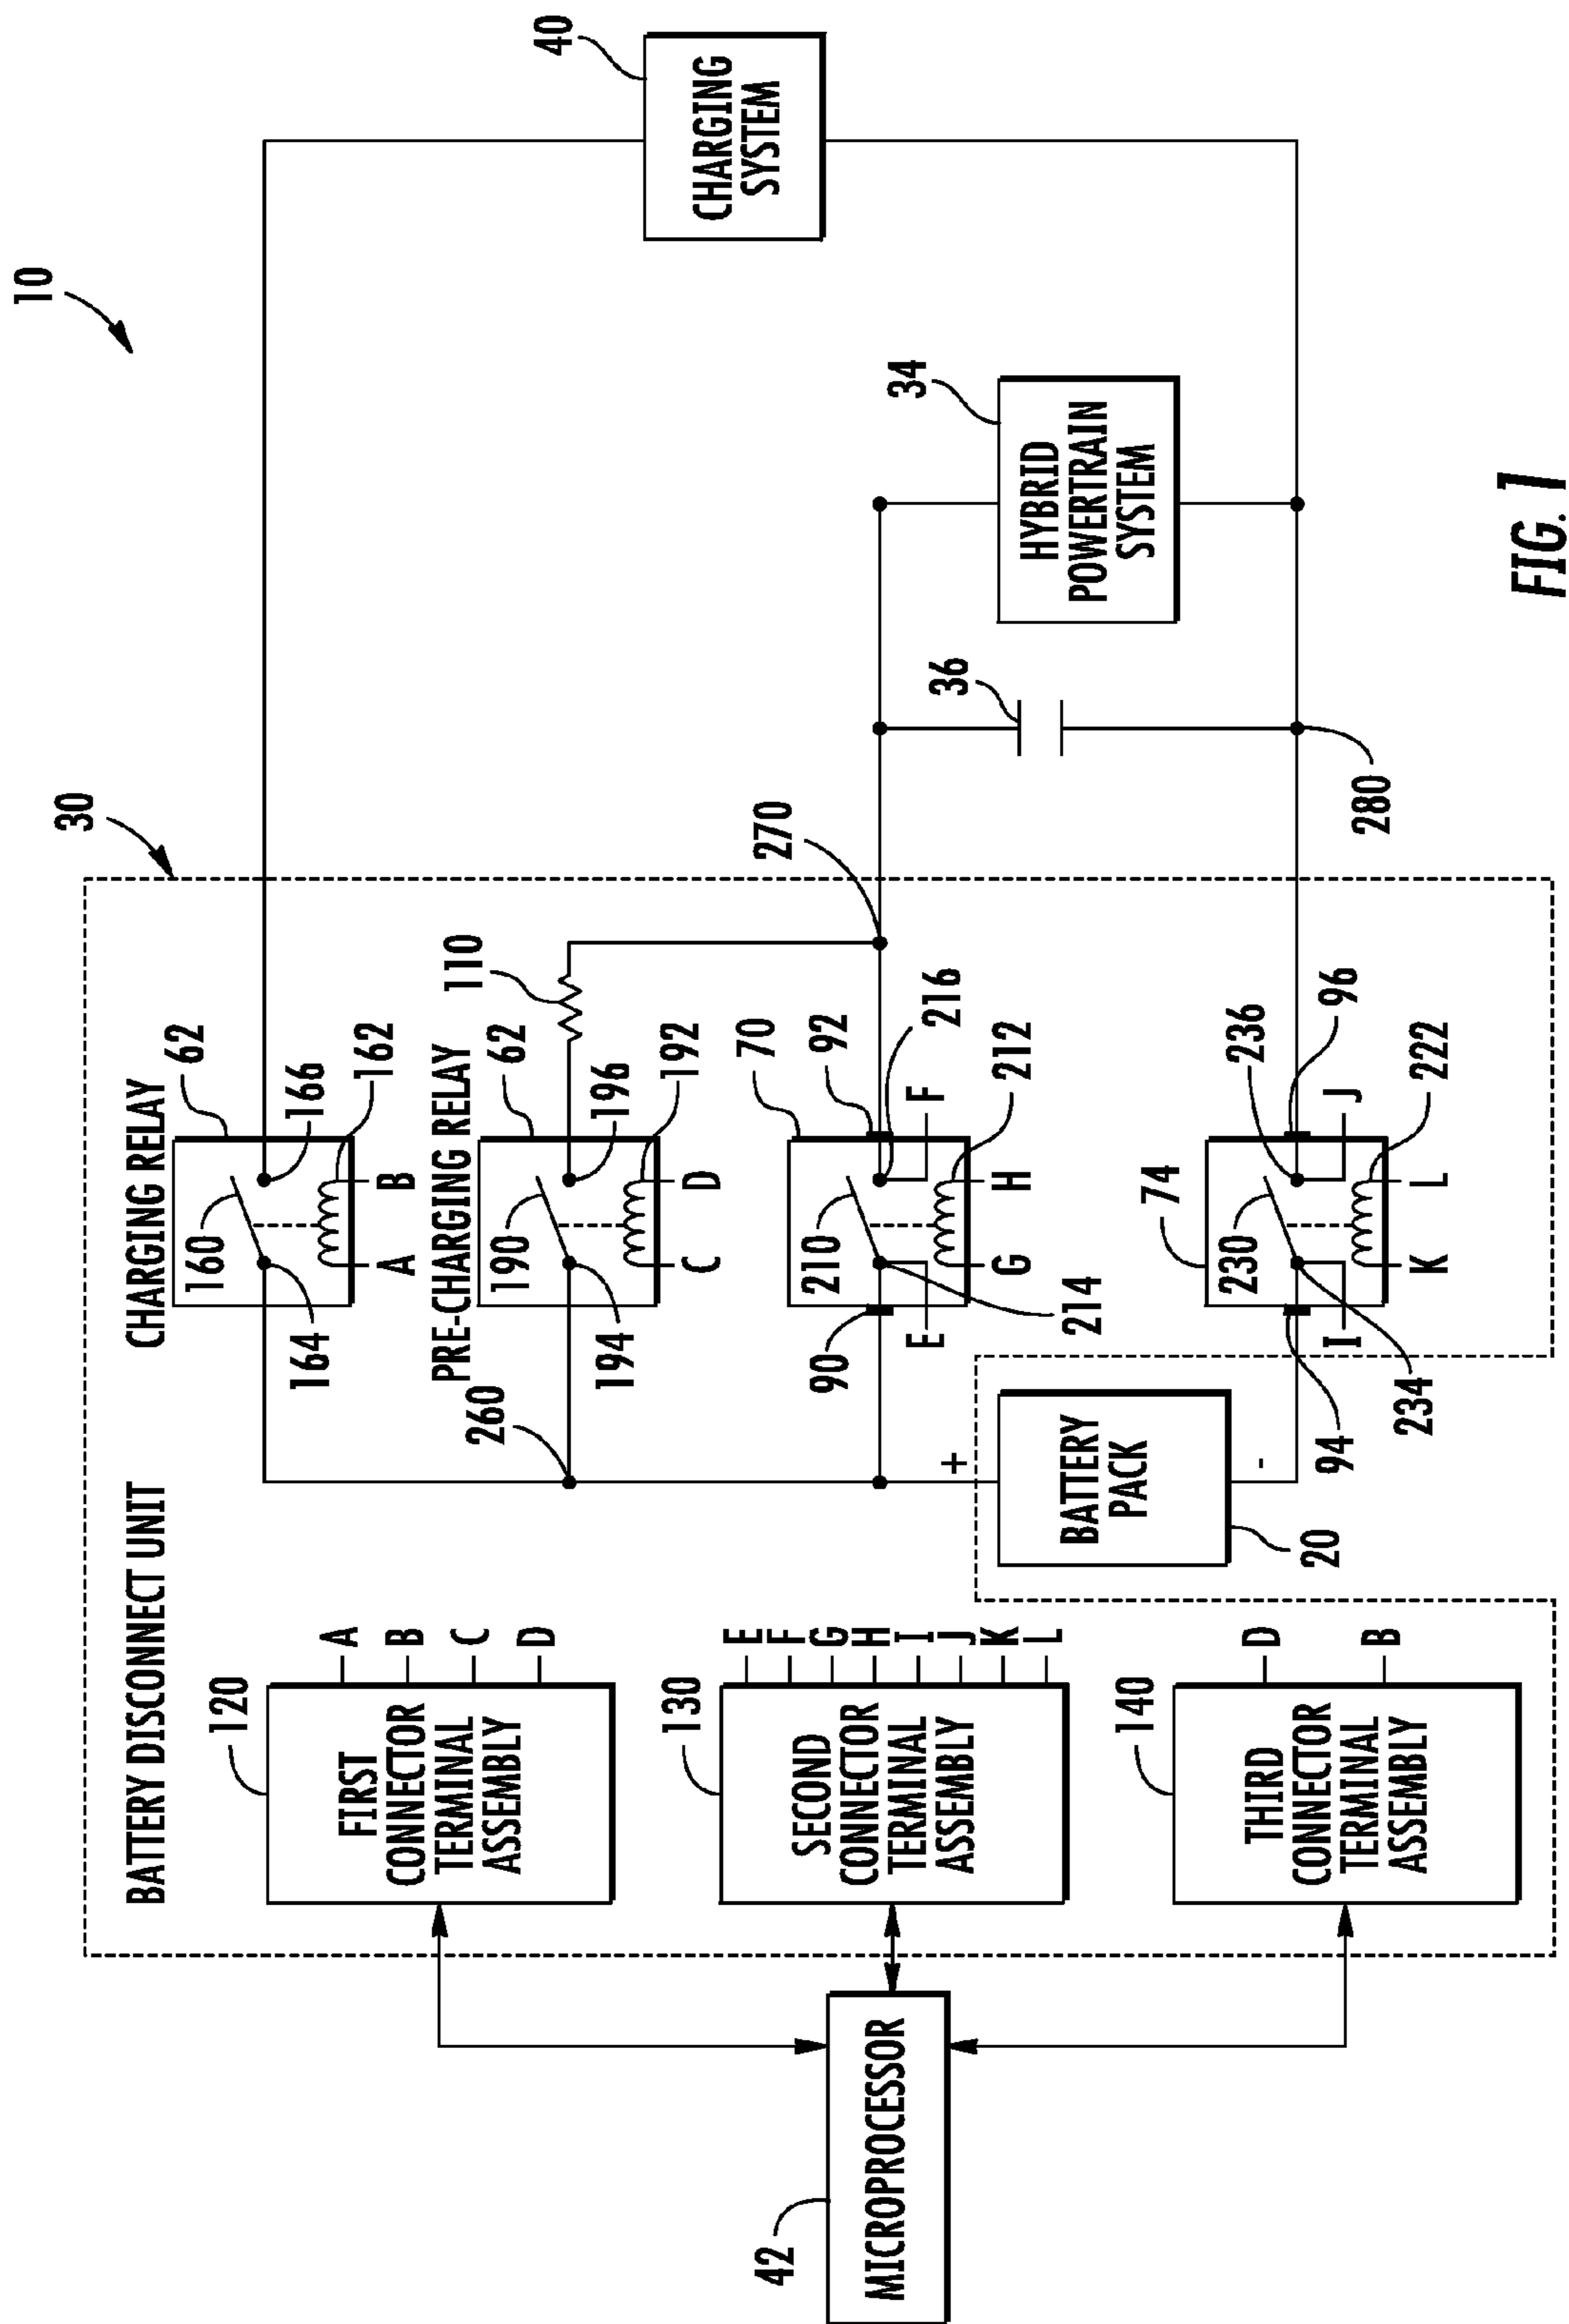 10
30
BATTERY DISCONNECT UNIT
CHARGING RELAY
62
160
164
166
162
A
B
PRE-CHARGING RELAY
62
110
190
194
196
192
C
D
260
270
70
90
92
210
214
216
212
E
F
G
H
74
94
96
230
234
236
222
I
J
K
L
+
-
BATTERY
PACK
20
120
FIRST
CONNECTOR
TERMINAL
ASSEMBLY
A
B
C
D
130
SECOND
CONNECTOR
TERMINAL
ASSEMBLY
E
F
G
H
I
J
K
L
140
THIRD
CONNECTOR
TERMINAL
ASSEMBLY
D
B
42
MICROPROCESSOR
36
280
34
HYBRID
POWERTRAIN
SYSTEM
40
CHARGING
SYSTEM
FIG. 1